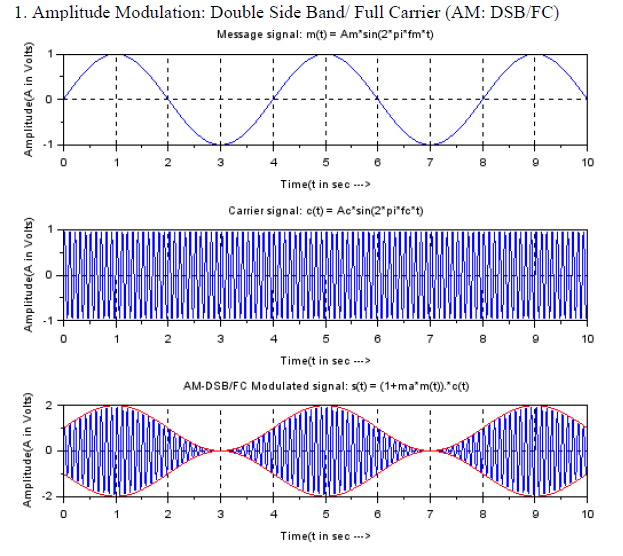 1. Amplitude Modulation: Double Side Band/ Full Carrier (AM: DSB/FC)
Message signal: m(t) = Am*sin(2*pi*fm*t)
Amplitude(A in Volts)
1
0
-1
0 1 2 3 4 5 6 7 8 9 10
Time(t in sec --->
Carrier signal: c(t) = Ac*sin(2*pi*fc*t)
Amplitude(A in Volts)
1
0
-1
0 1 2 3 4 5 6 7 8 9 10
Time(t in sec --->
AM-DSB/FC Modulated signal: s(t) = (1+ma*m(t)).*c(t)
Amplitude(A in Volts)
2
0
-2
0 1 2 3 4 5 6 7 8 9 10
Time(t in sec --->